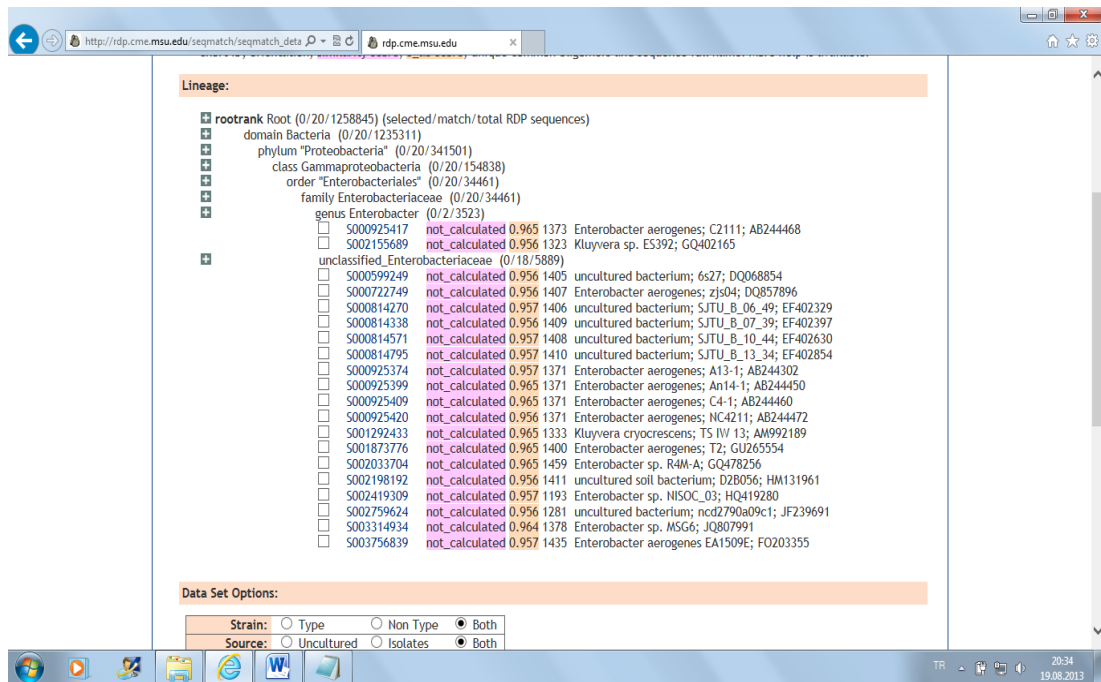 http://rdp.cme.msu.edu/seqmatch/seqmatch_deta
rdp.cme.msu.edu
Lineage:
rootrank Root (0/20/1258845) (selected/match/total RDP sequences)
domain Bacteria (0/20/1235311)
phylum "Proteobacteria" (0/20/341501)
class Gammaproteobacteria (0/20/154838)
order "Enterobacteriales" (0/20/34461)
family Enterobacteriaceae (0/20/34461)
genus Enterobacter (0/2/3523)
S000925417 not_calculated 0.965 1373 Enterobacter aerogenes; C2111; AB244468
S002155689 not_calculated 0.956 1323 Kluyvera sp. ES392; GQ402165
unclassified_Enterobacteriaceae (0/18/5889)
S000599249 not_calculated 0.956 1405 uncultured bacterium; 6s27; DQ068854
S000722749 not_calculated 0.956 1407 Enterobacter aerogenes; zjs04; DQ857896
S000814270 not_calculated 0.957 1406 uncultured bacterium; SJTU_B_06_49; EF402329
S000814338 not_calculated 0.956 1409 uncultured bacterium; SJTU_B_07_39; EF402397
S000814571 not_calculated 0.957 1408 uncultured bacterium; SJTU_B_10_44; EF402630
S000814795 not_calculated 0.957 1410 uncultured bacterium; SJTU_B_13_34; EF402854
S000925374 not_calculated 0.957 1371 Enterobacter aerogenes; A13-1; AB244302
S000925399 not_calculated 0.965 1371 Enterobacter aerogenes; An14-1; AB244450
S000925409 not_calculated 0.965 1371 Enterobacter aerogenes; C4-1; AB244460
S000925420 not_calculated 0.956 1371 Enterobacter aerogenes; NC4211; AB244472
S001292433 not_calculated 0.965 1333 Kluyvera cryocrescens; TS IW 13; AM992189
S001873776 not_calculated 0.965 1400 Enterobacter aerogenes; T2; GU265554
S002033704 not_calculated 0.965 1459 Enterobacter sp. R4M-A; GQ478256
S002198192 not_calculated 0.956 1411 uncultured soil bacterium; D2B056; HM131961
S002419309 not_calculated 0.957 1193 Enterobacter sp. NISOC_03; HQ419280
S002759624 not_calculated 0.956 1281 uncultured bacterium; ncd2790a09c1; JF239691
S003314934 not_calculated 0.964 1378 Enterobacter sp. MSG6; JQ807991
S003756839 not_calculated 0.957 1435 Enterobacter aerogenes EA1509E; FO203355
Data Set Options:
Strain: Type Non Type Both
Source: Uncultured Isolates Both
TR 20:34
19.08.2013